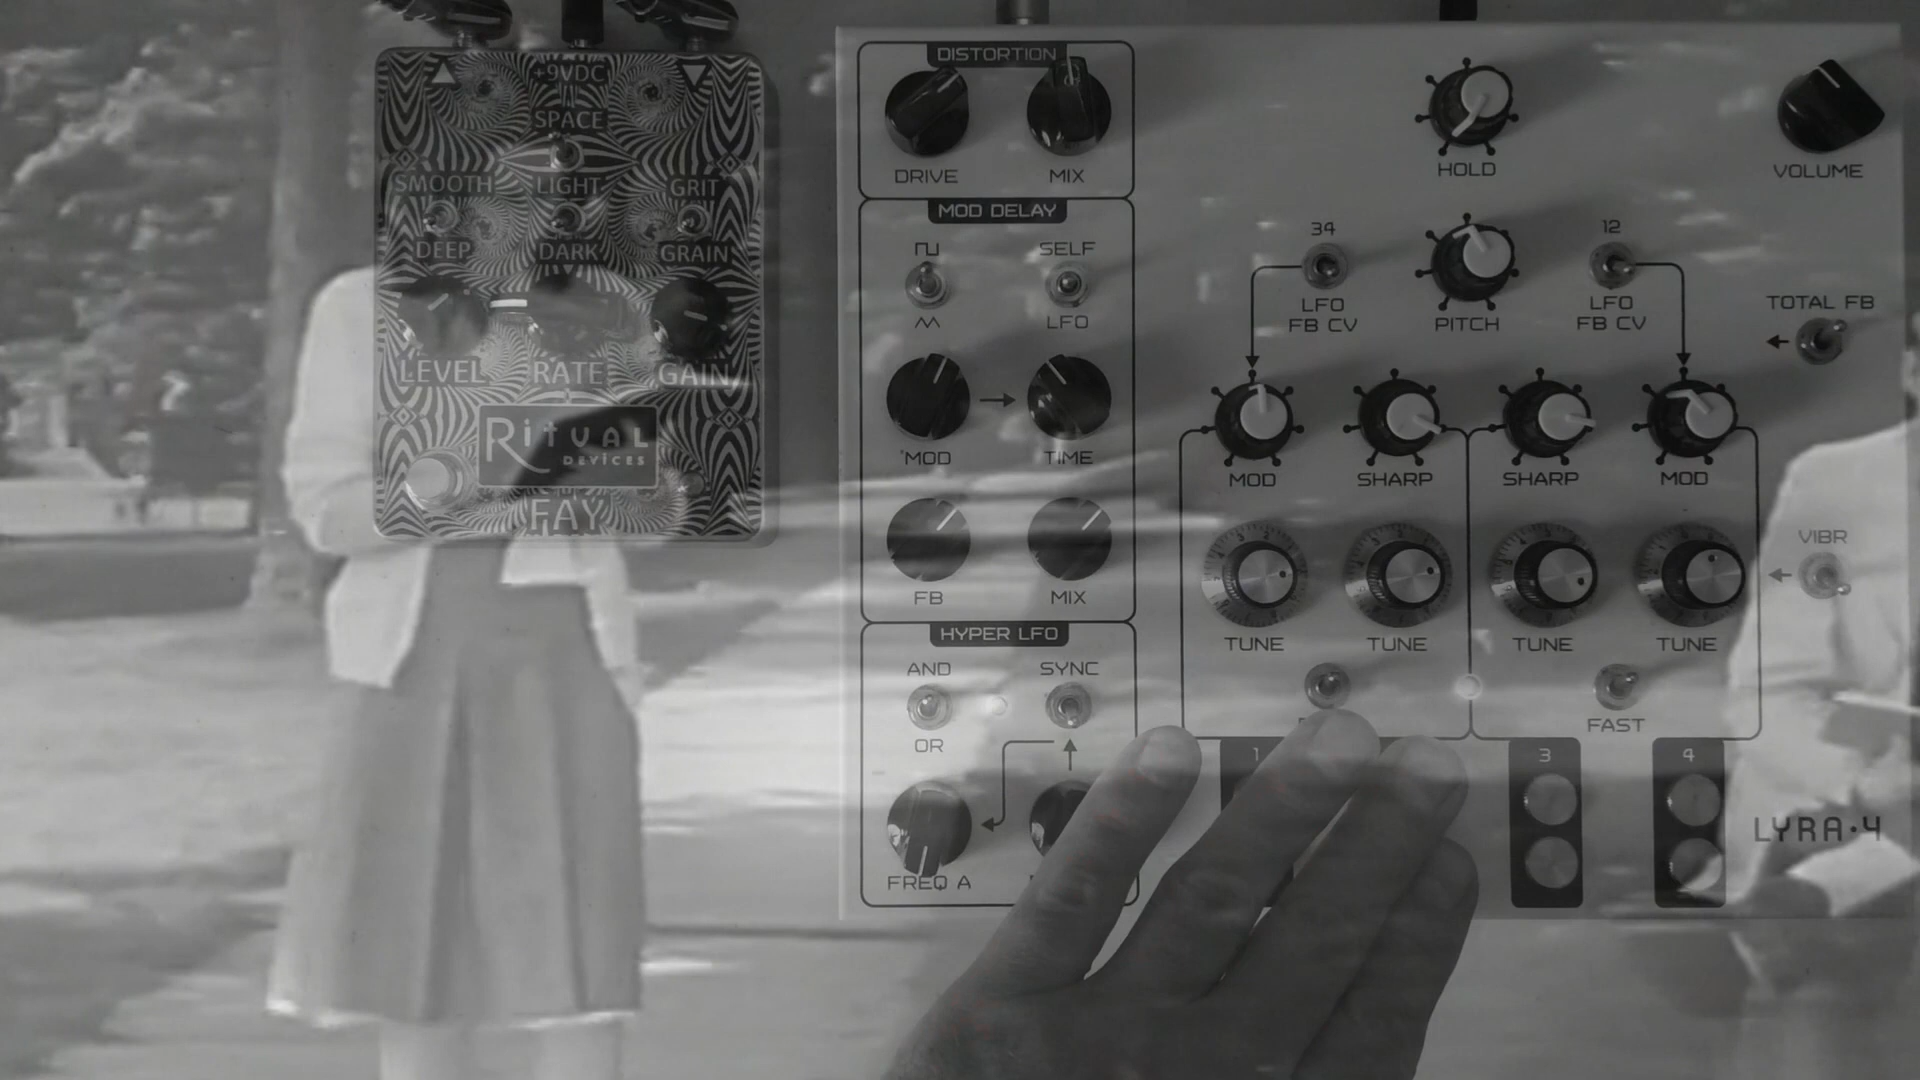 +9VDC
SPACE
SMOOTH LIGHT GRIT
DEEP DARK GRAIN
LEVEL RATE GAIN
RITUAL
DEVICES
FAY
DISTORTION
DRIVE MIX
MOD DELAY
SELF
LFO
MOD TIME
FB MIX
HYPER LFO
AND SYNC
OR
FREQ A
HOLD
VOLUME
34
12
LFO
FB CV
PITCH
LFO
FB CV
TOTAL FB
MOD SHARP SHARP MOD
VIBR
TUNE TUNE TUNE TUNE
FAST
1 3 4
LYRA·4